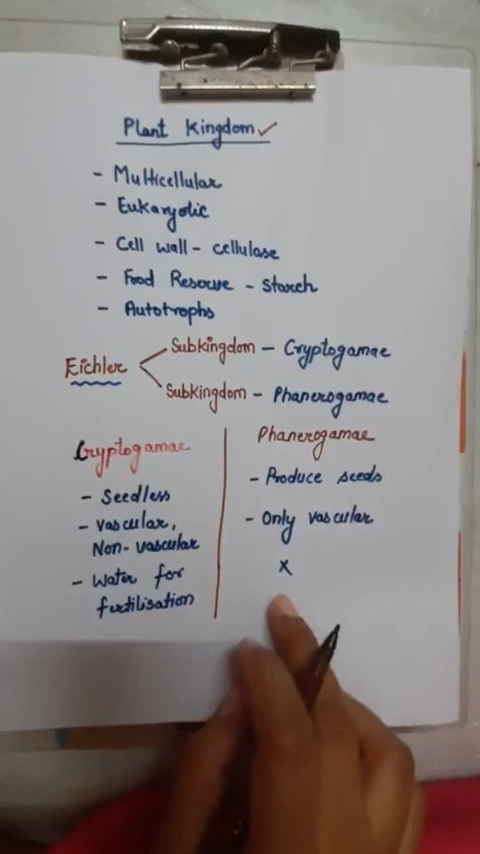 Plant Kingdom ✓
- Multicellular
- Eukaryotic
- Cell wall - cellulase
- Food Reserve - Starch
- Autotrophs
Eichler
Subkingdom - Cryptogamae
Subkingdom - Phanerogamae
Cryptogamae
- Seedless
- vascular,
Non-vascular
- Water for
fertilisation
Phanerogamae
- Produce seeds
- Only vascular
x